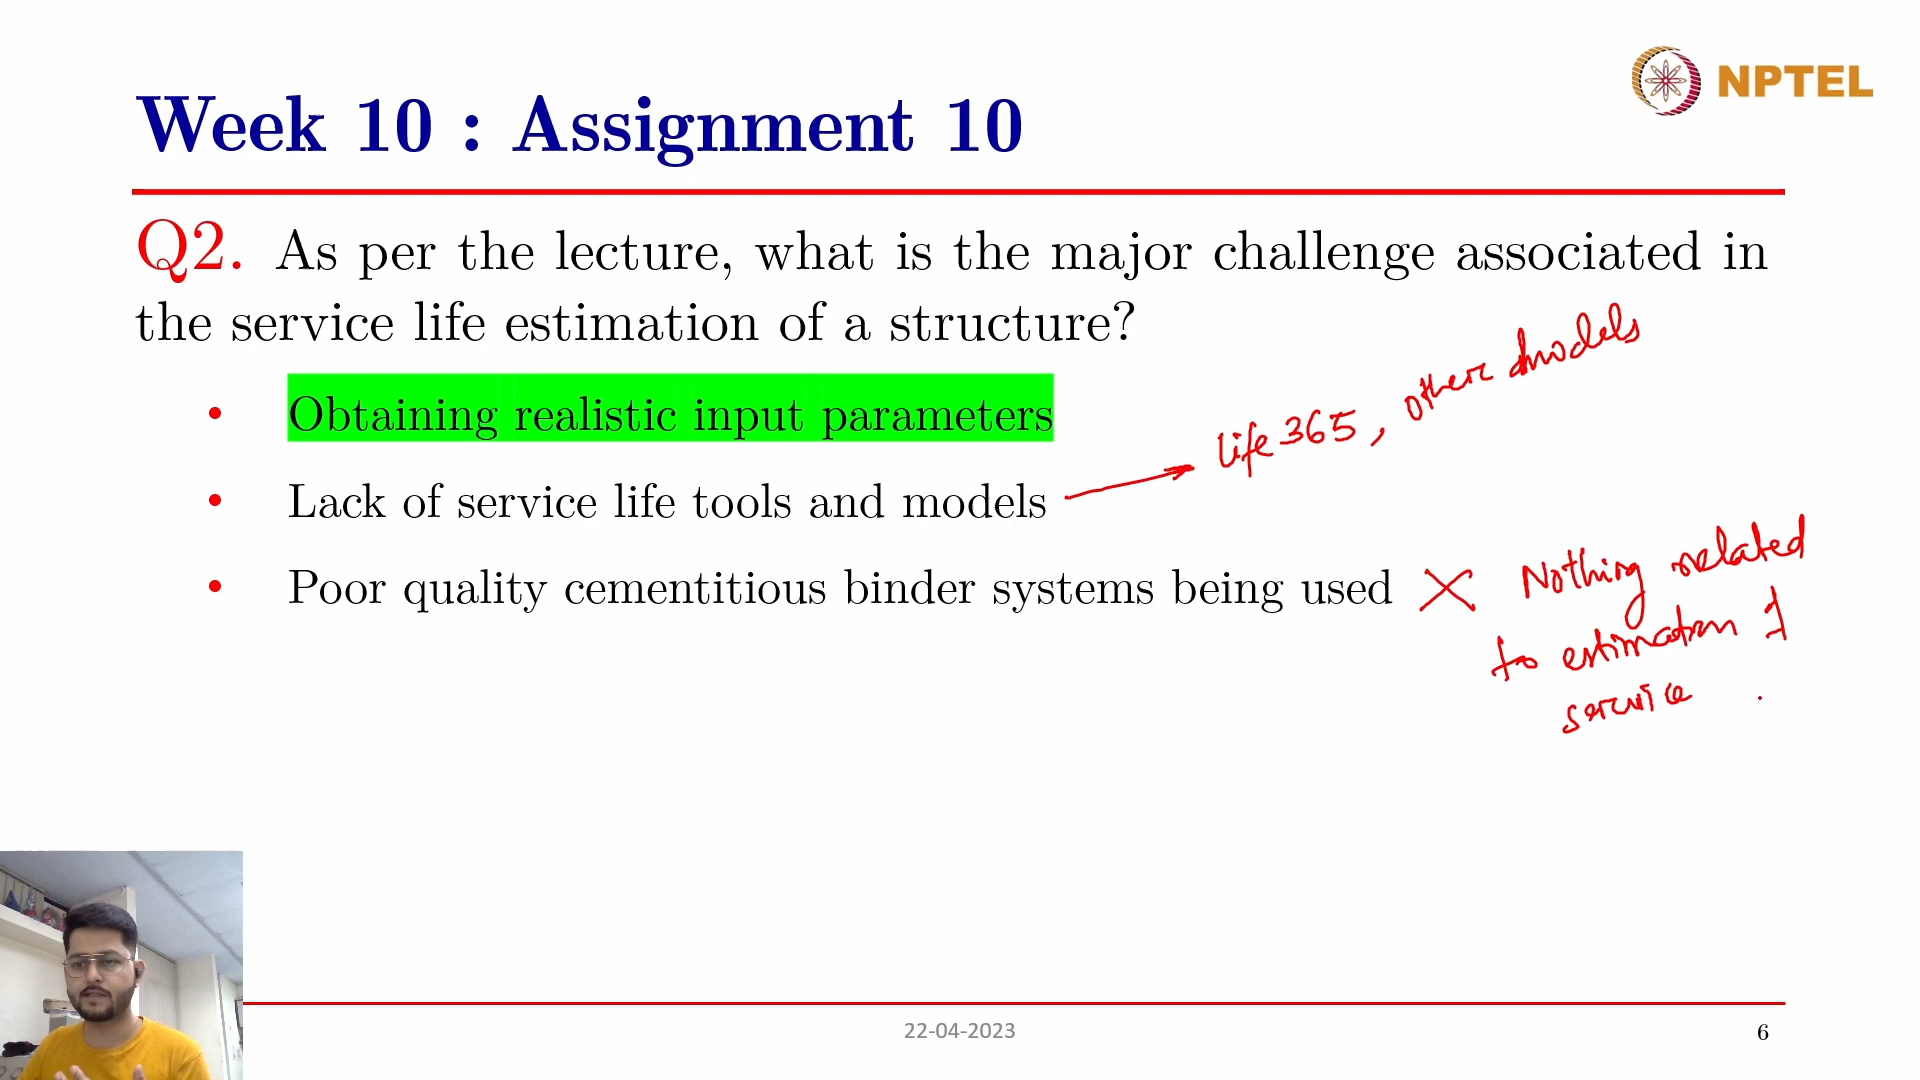 NPTEL
Week 10 : Assignment 10
Q2. As per the lecture, what is the major challenge associated in
the service life estimation of a structure?
• Obtaining realistic input parameters
life 365, other models
• Lack of service life tools and models
• Poor quality cementitious binder systems being used
Nothing related
to estimation of
service
22-04-2023
6